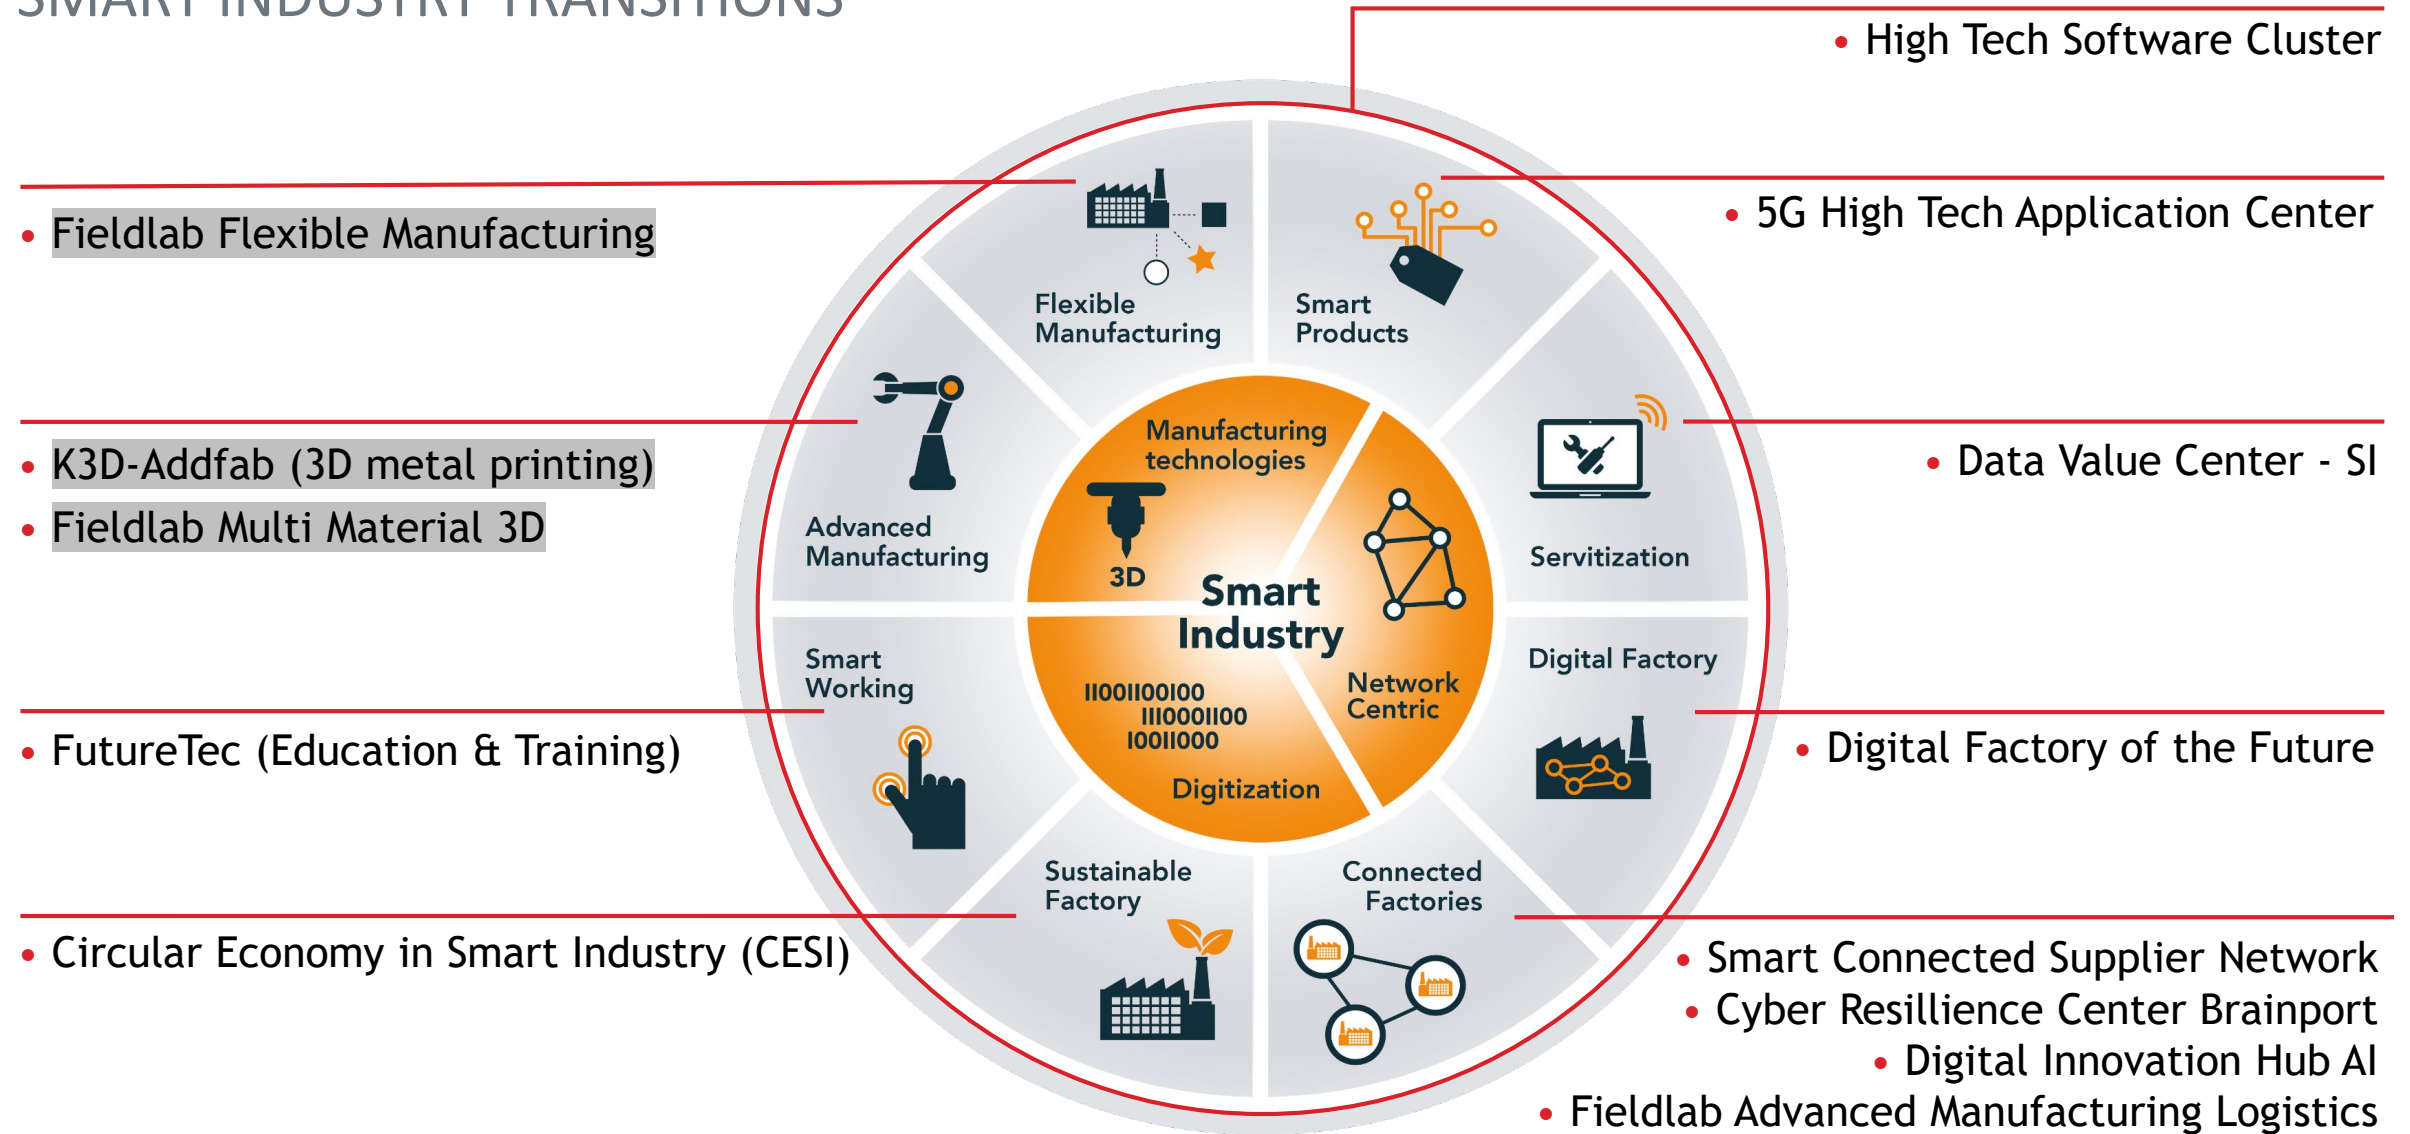 SMART INDUSTRY TRANSITIONS
• High Tech Software Cluster
• Fieldlab Flexible Manufacturing
• 5G High Tech Application Center
• K3D-Addfab (3D metal printing)
• Fieldlab Multi Material 3D
• Data Value Center - SI
• FutureTec (Education & Training)
• Digital Factory of the Future
• Circular Economy in Smart Industry (CESI)
• Smart Connected Supplier Network
• Cyber Resillience Center Brainport
• Digital Innovation Hub AI
• Fieldlab Advanced Manufacturing Logistics
Flexible
Manufacturing
Smart
Products
Advanced
Manufacturing
Servitization
Smart
Working
Digital Factory
Sustainable
Factory
Connected
Factories
Manufacturing
technologies
3D
Smart
Industry
Network
Centric
II00II00I00
III000II00
I00II000
Digitization